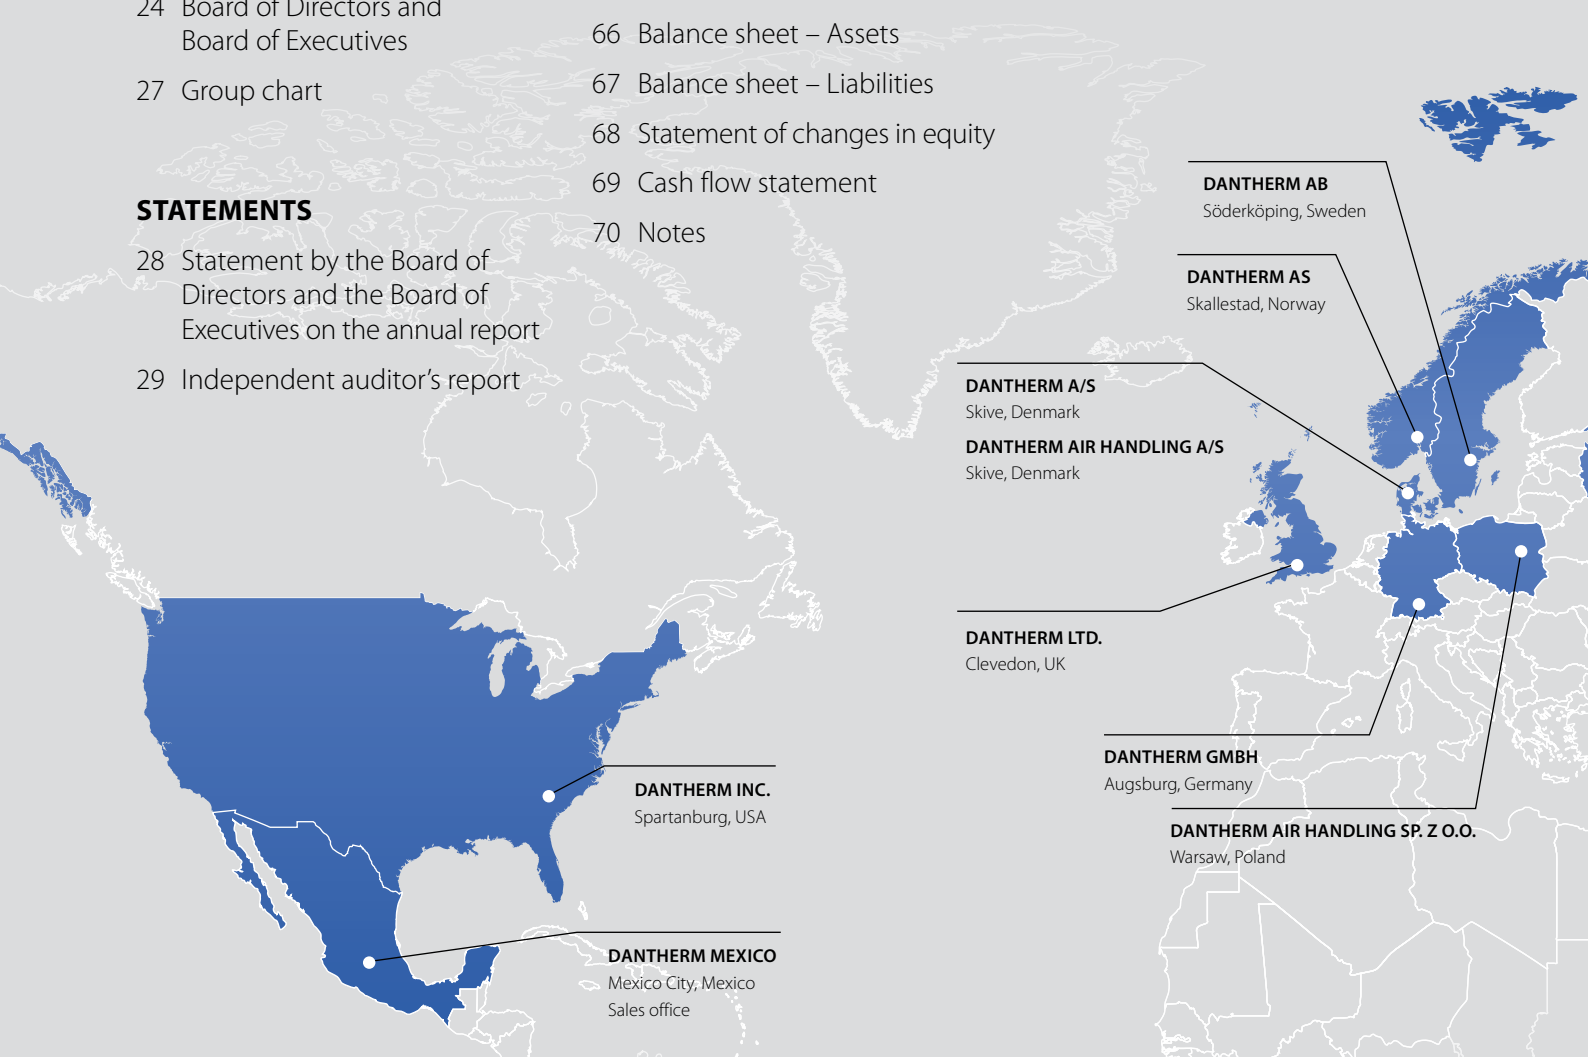 24 Board of Directors and
Board of Executives
27 Group chart
STATEMENTS
28 Statement by the Board of
Directors and the Board of
Executives on the annual report
29 Independent auditor’s report
66 Balance sheet – Assets
67 Balance sheet – Liabilities
68 Statement of changes in equity
69 Cash flow statement
70 Notes
DANTHERM AB
Söderköping, Sweden
DANTHERM AS
Skallestad, Norway
DANTHERM A/S
Skive, Denmark
DANTHERM AIR HANDLING A/S
Skive, Denmark
DANTHERM LTD.
Clevedon, UK
DANTHERM GMBH
Augsburg, Germany
DANTHERM AIR HANDLING SP. Z O.O.
Warsaw, Poland
DANTHERM INC.
Spartanburg, USA
DANTHERM MEXICO
Mexico City, Mexico
Sales office